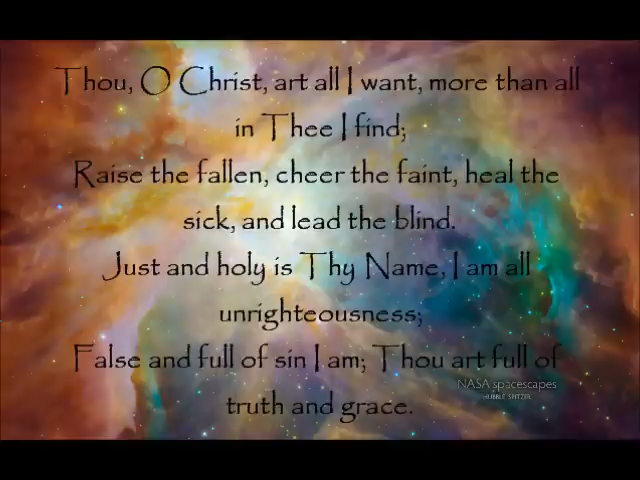 Thou, O Christ, art all I want, more than all
in Thee I find;
Raise the fallen, cheer the faint, heal the
sick, and lead the blind.
Just and holy is Thy Name, I am all
unrighteousness;
False and full of sin I am; Thou art full of
truth and grace.
NASA spacescapes
HUBBLE SPITZER